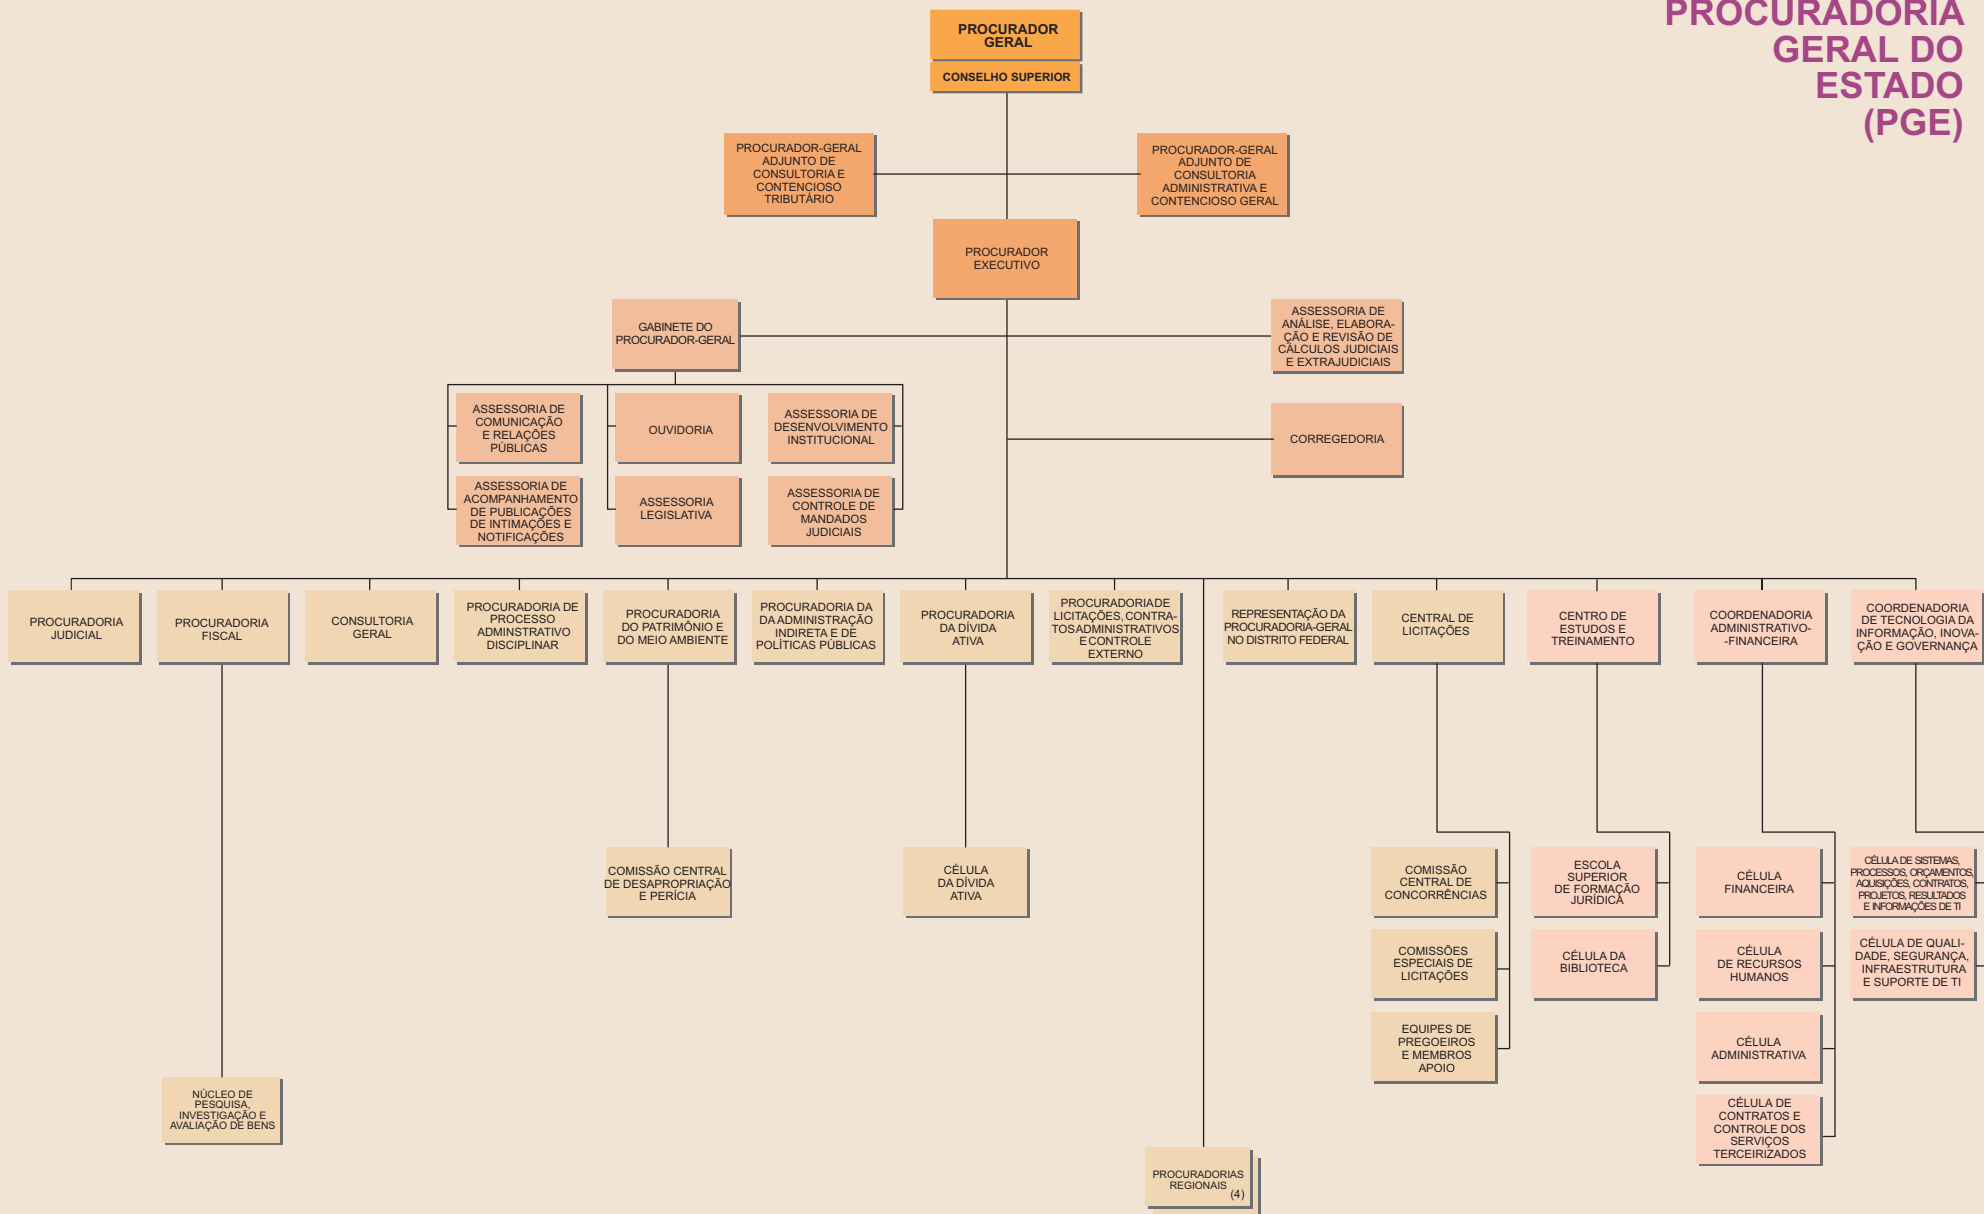 PROCURADORIA
GERAL DO
ESTADO
(PGE)
PROCURADOR
GERAL
CONSELHO SUPERIOR
PROCURADOR-GERAL
ADJUNTO DE
CONSULTORIA E
CONTENCIOSO
TRIBUTÁRIO
PROCURADOR-GERAL
ADJUNTO DE
CONSULTORIA
ADMINISTRATIVA E
CONTENCIOSO GERAL
PROCURADOR
EXECUTIVO
GABINETE DO
PROCURADOR-GERAL
ASSESSORIA DE
ANÁLISE, ELABORA-
ÇÃO E REVISÃO DE
CÁLCULOS JUDICIAIS
E EXTRAJUDICIAIS
ASSESSORIA DE
COMUNICAÇÃO
E RELAÇÕES
PÚBLICAS
OUVIDORIA
ASSESSORIA DE
DESENVOLVIMENTO
INSTITUCIONAL
CORREGEDORIA
ASSESSORIA DE
ACOMPANHAMENTO
DE PUBLICAÇÕES
DE INTIMAÇÕES E
NOTIFICAÇÕES
ASSESSORIA
LEGISLATIVA
ASSESSORIA DE
CONTROLE DE
MANDADOS
JUDICIAIS
PROCURADORIA
JUDICIAL
PROCURADORIA
FISCAL
CONSULTORIA
GERAL
PROCURADORIA DE
PROCESSO
ADMINSTRATIVO
DISCIPLINAR
PROCURADORIA
DO PATRIMÔNIO E
DO MEIO AMBIENTE
PROCURADORIA DA
DA ADMINISTRAÇÃO
INDIRETA E DE
POLÍTICAS PÚBLICAS
PROCURADORIA
DA DÍVIDA
ATIVA
PROCURADORIA DE
LICITAÇÕES, CONTRA-
TOS ADMINISTRATIVOS
E CONTROLE
EXTERNO
REPRESENTAÇÃO DA
PROCURADORIA-GERAL
NO DISTRITO FEDERAL
CENTRAL DE
LICITAÇÕES
CENTRO DE
ESTUDOS E
TREINAMENTO
COORDENADORIA
ADMINISTRATIVO-
-FINANCEIRA
COORDENADORIA
DE TECNOLOGIA DA
INFORMAÇÃO, INOVA-
ÇÃO E GOVERNANÇA
COMISSÃO CENTRAL
DE DESAPROPRIAÇÃO
E PERÍCIA
CÉLULA
DA DÍVIDA
ATIVA
COMISSÃO
CENTRAL DE
CONCORRÊNCIAS
ESCOLA
SUPERIOR
DE FORMAÇÃO
JURÍDICA
CÉLULA
FINANCEIRA
CÉLULA DE SISTEMAS,
PROCESSOS, ORÇAMENTOS,
AQUISIÇÕES, CONTRATOS,
PROJETOS, RESULTADOS
E INFORMAÇÕES DE TI
COMISSÕES
ESPECIAIS DE
LICITAÇÕES
CÉLULA DA
BIBLIOTECA
CÉLULA
DE RECURSOS
HUMANOS
CÉLULA DE QUALI-
DADE, SEGURANÇA,
INFRAESTRUTURA
E SUPORTE DE TI
EQUIPES DE
PREGOEIROS
E MEMBROS
APOIO
CÉLULA
ADMINISTRATIVA
NÚCLEO DE
PESQUISA,
INVESTIGAÇÃO E
AVALIAÇÃO DE BENS
CÉLULA DE
CONTRATOS E
CONTROLE DOS
SERVIÇOS
TERCEIRIZADOS
PROCURADORIAS
REGIONAIS
(4)